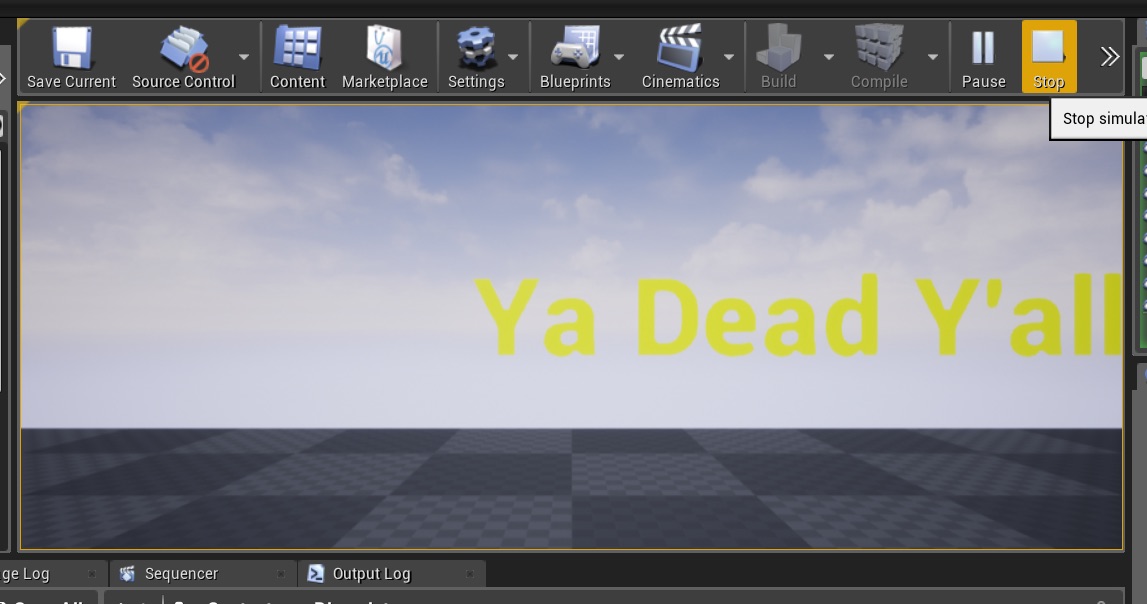 Save Current Source Control Content Marketplace Settings Blueprints Cinematics Build Compile Pause Stop
Stop simula
Ya Dead Y'all
ge Log Sequencer Output Log